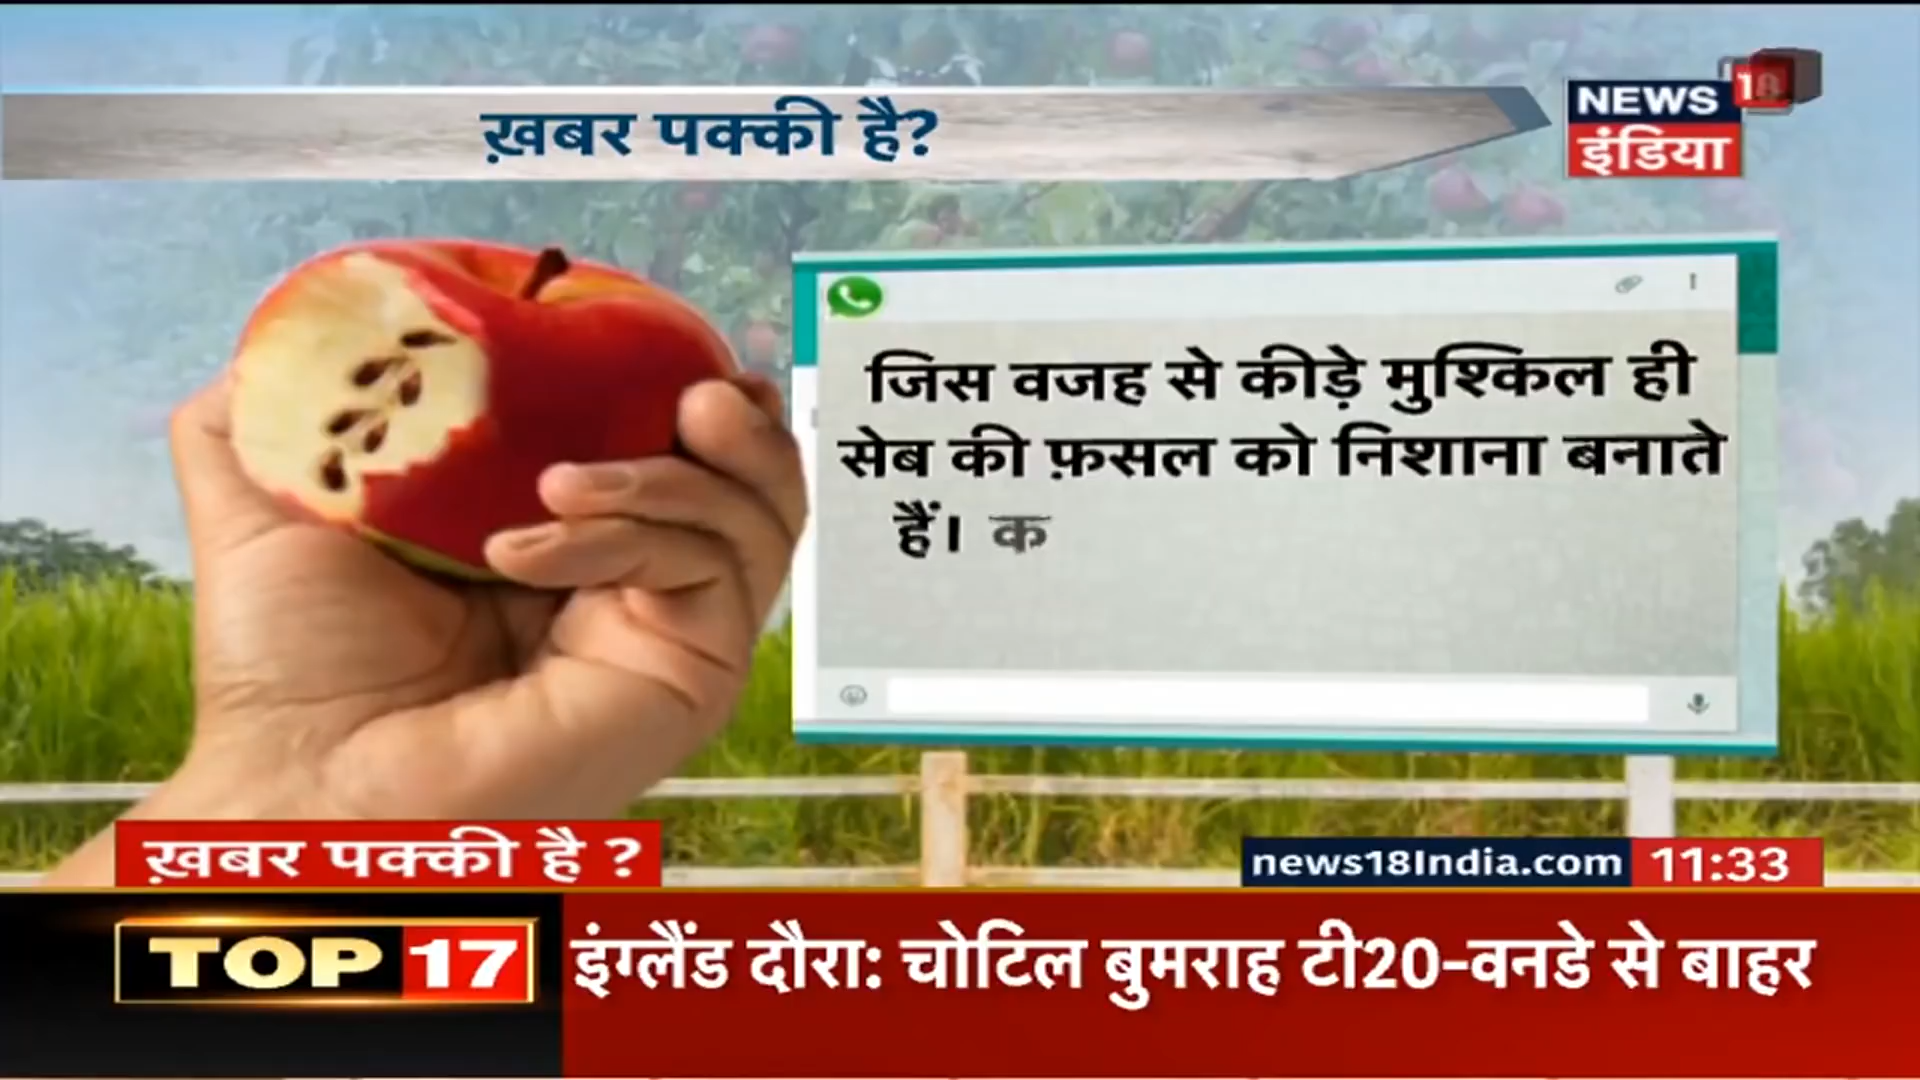 ख़बर पक्की है?
NEWS 18
इंडिया
जिस वजह से कीड़े मुश्किल ही
सेब की फ़सल को निशाना बनाते
हैं। क
ख़बर पक्की है ?
news18India.com 11:33
TOP 17 इंग्लैंड दौरा: चोटिल बुमराह टी20-वनडे से बाहर